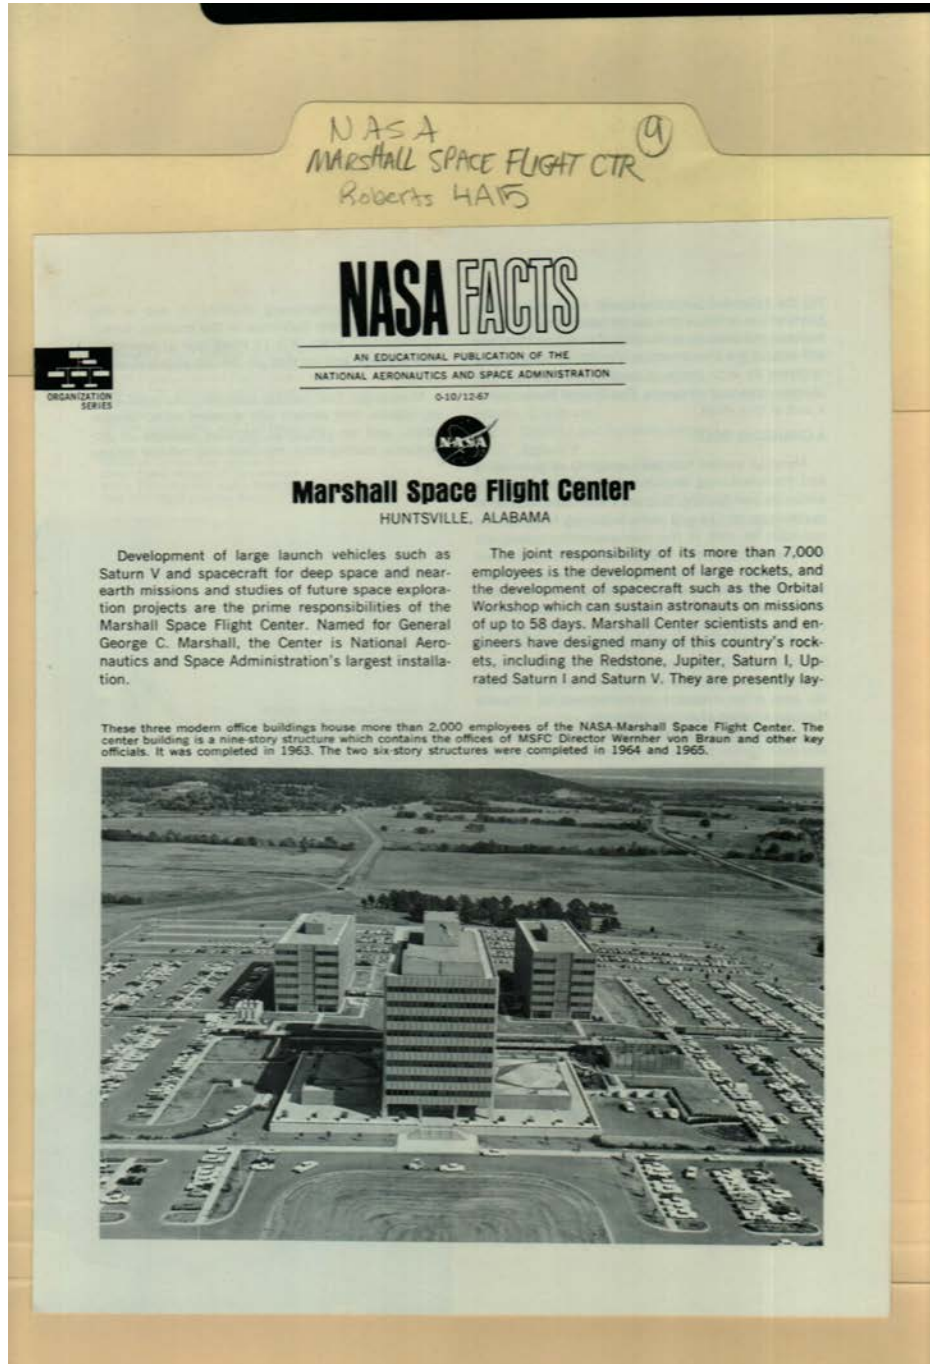 NASA
9
MARSHALL SPACE FLIGHT CTR
Roberts 4A15
NASA FACTS
AN EDUCATIONAL PUBLICATION OF THE
NATIONAL AERONAUTICS AND SPACE ADMINISTRATION
O-10/12-67
ORGANIZATION
SERIES
NASA
Marshall Space Flight Center
HUNTSVILLE, ALABAMA
Development of large launch vehicles such as
Saturn V and spacecraft for deep space and near-
earth missions and studies of future space explora-
tion projects are the prime responsibilities of the
Marshall Space Flight Center. Named for General
George C. Marshall, the Center is National Aero-
nautics and Space Administration's largest installa-
tion.
The joint responsibility of its more than 7,000
employees is the development of large rockets, and
the development of spacecraft such as the Orbital
Workshop which can sustain astronauts on missions
of up to 58 days. Marshall Center scientists and en-
gineers have designed many of this country's rock-
ets, including the Redstone, Jupiter, Saturn I, Up-
rated Saturn I and Saturn V. They are presently lay-
These three modern office buildings house more than 2,000 employees of the NASA-Marshall Space Flight Center. The
center building is a nine-story structure which contains the offices of MSFC Director Wernher von Braun and other key
officials. It was completed in 1963. The two six-story structures were completed in 1964 and 1965.